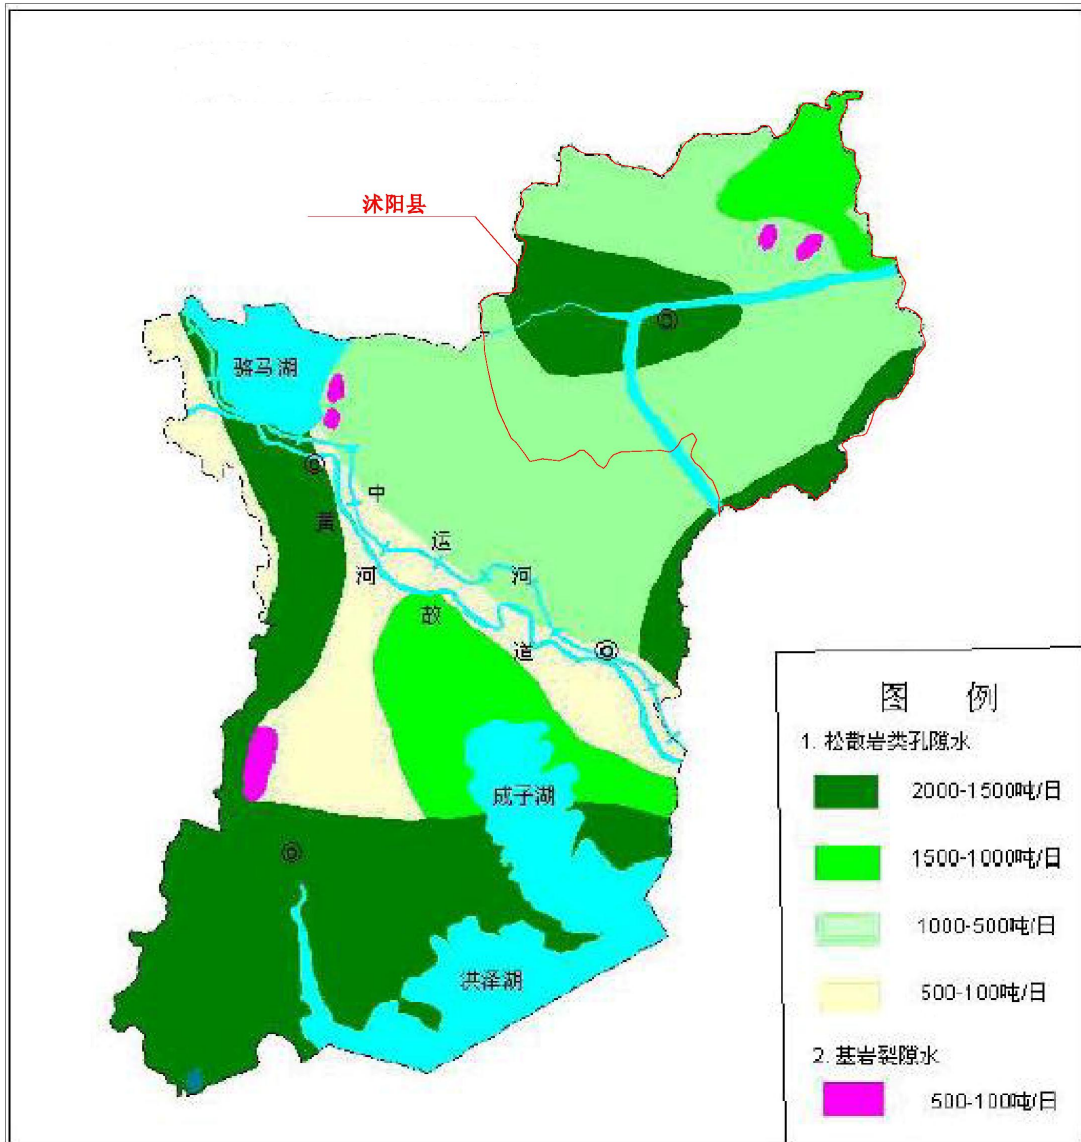 沭阳县
骆马湖
中运河
黄河故道
成子湖
洪泽湖
图 例
1. 松散岩类孔隙水
2000-1500吨/日
1500-1000吨/日
1000-500吨/日
500-100吨/日
2. 基岩裂隙水
500-100吨/日